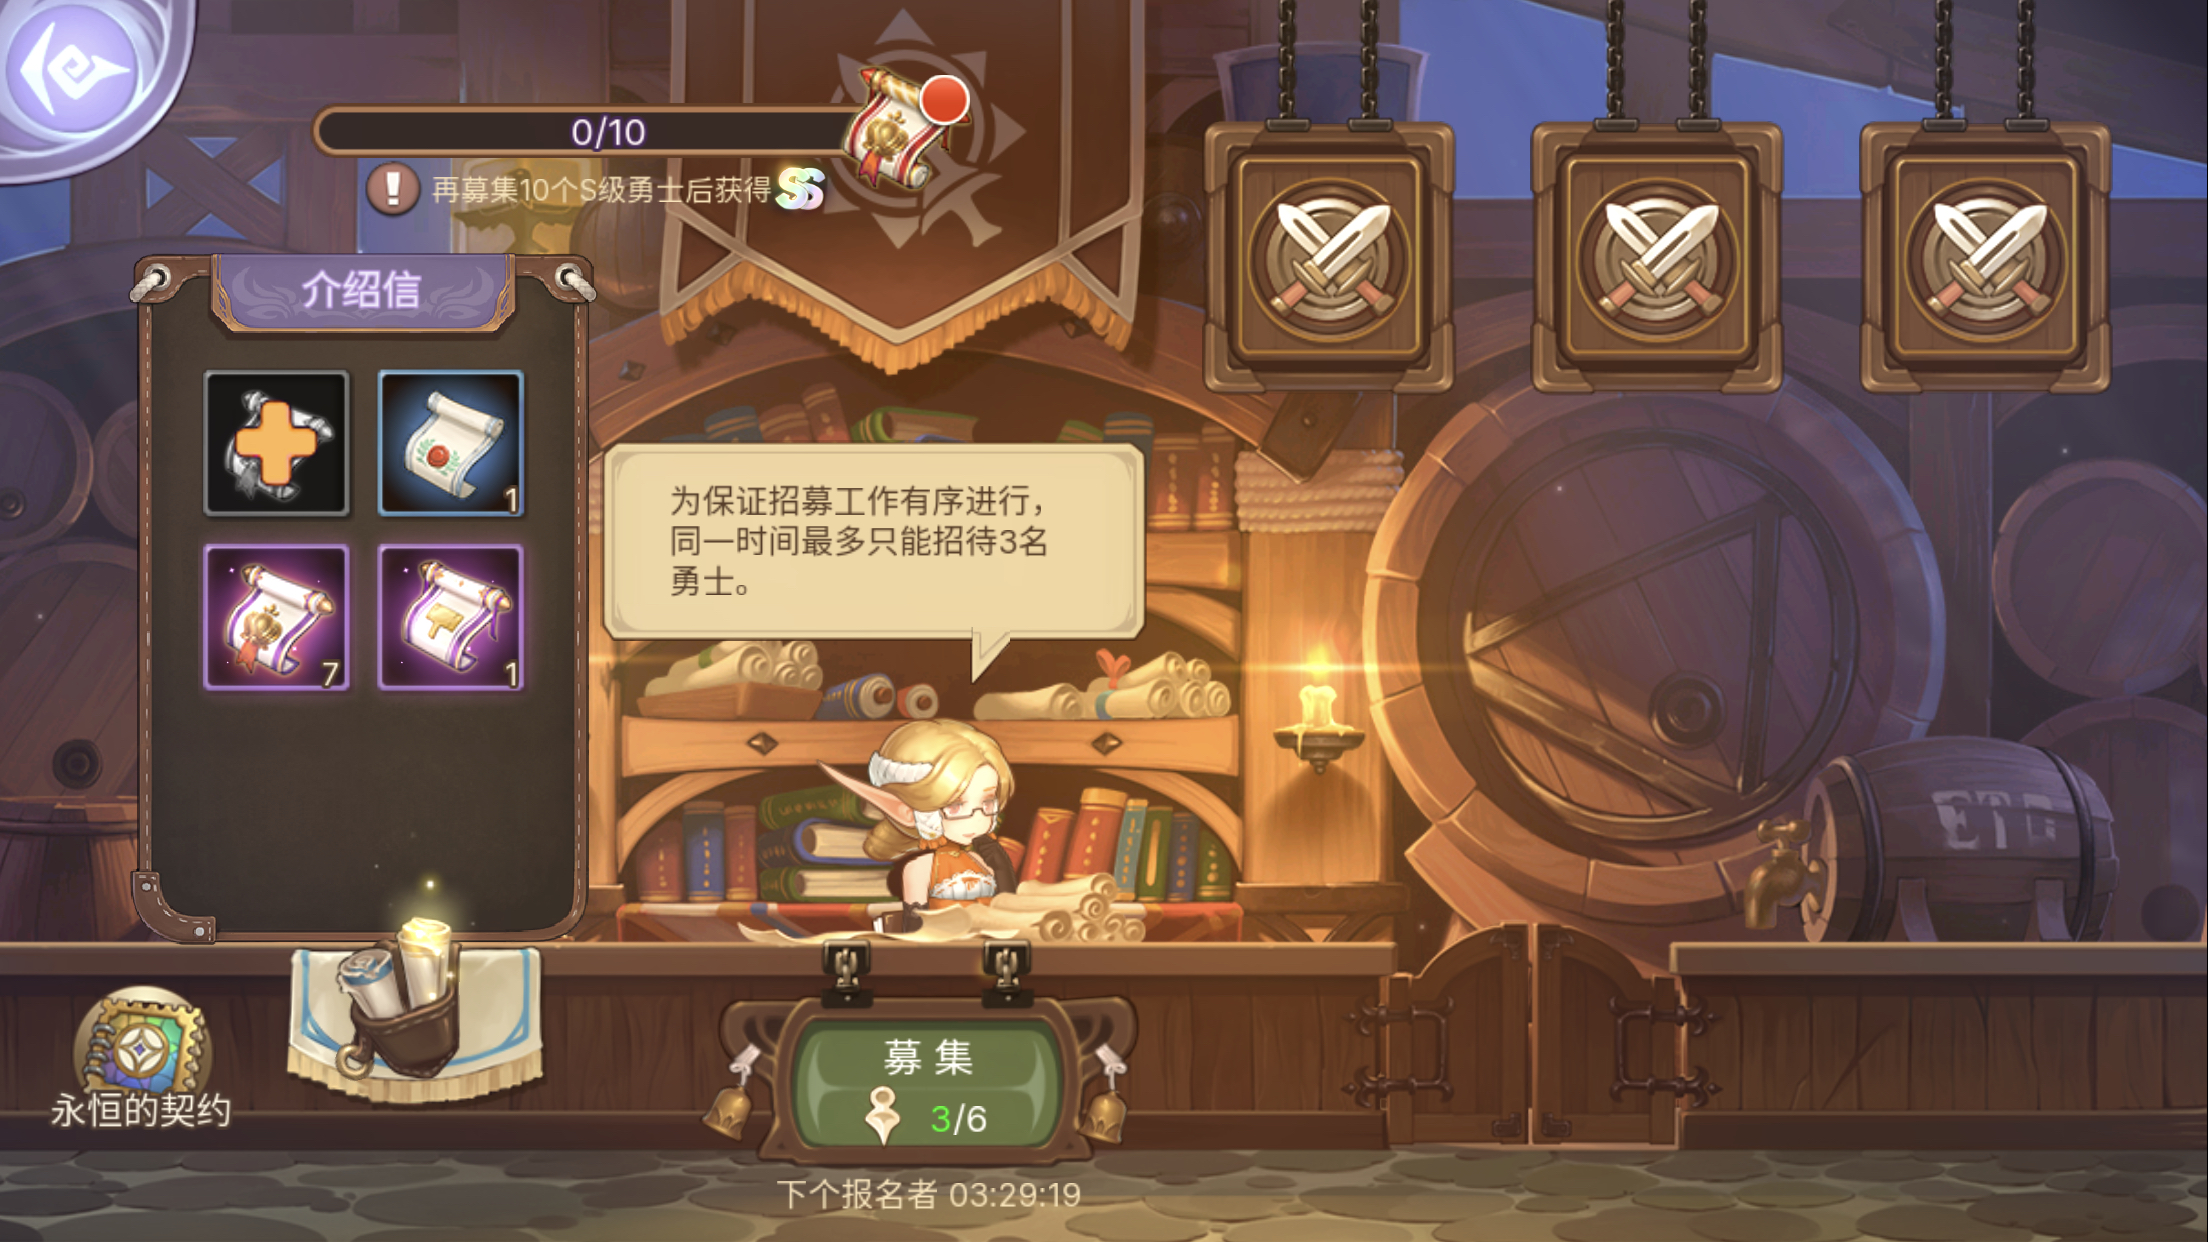 0/10
再募集10个S级勇士后获得SS
介绍信
1
为保证招募工作有序进行，
同一时间最多只能招待3名
勇士。
7
1
募集
3/6
永恒的契约
下个报名者 03:29:19